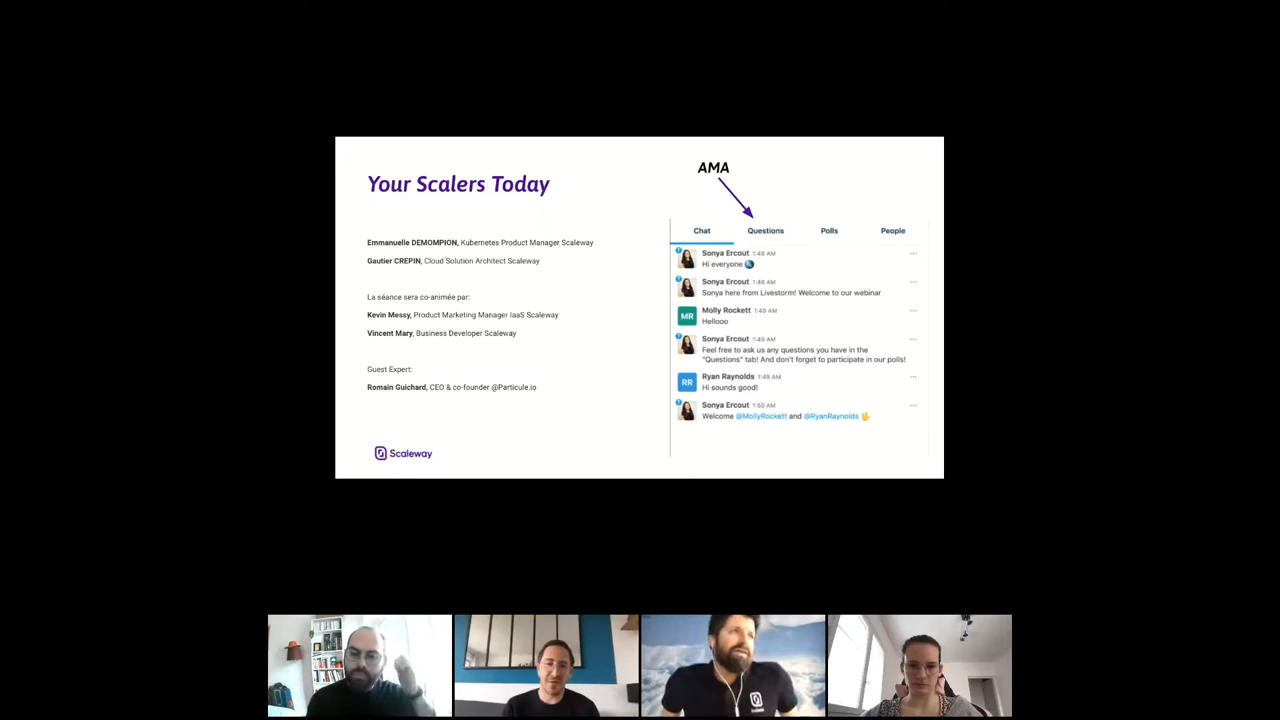 Your Scalers Today
Emmanuelle DEMOMPION, Kubernetes Product Manager Scaleway
Gautier CREPIN, Cloud Solution Architect Scaleway
La séance sera co-animée par:
Kevin Messy, Product Marketing Manager IaaS Scaleway
Vincent Mary, Business Developer Scaleway
Guest Expert:
Romain Guichard, CEO & co-founder @Particule.io
Scaleway
AMA
Chat Questions Polls People
Sonya Ercout 1:48 AM
Hi everyone
Sonya Ercout 1:48 AM
Sonya here from Livestorm! Welcome to our webinar
MR
Molly Rockett 1:49 AM
Hellooo
Sonya Ercout 1:49 AM
Feel free to ask us any questions you have in the
"Questions" tab! And don't forget to participate in our polls!
RR
Ryan Raynolds 1:49 AM
Hi sounds good!
Sonya Ercout 1:50 AM
Welcome @MollyRockett and @RyanRaynolds